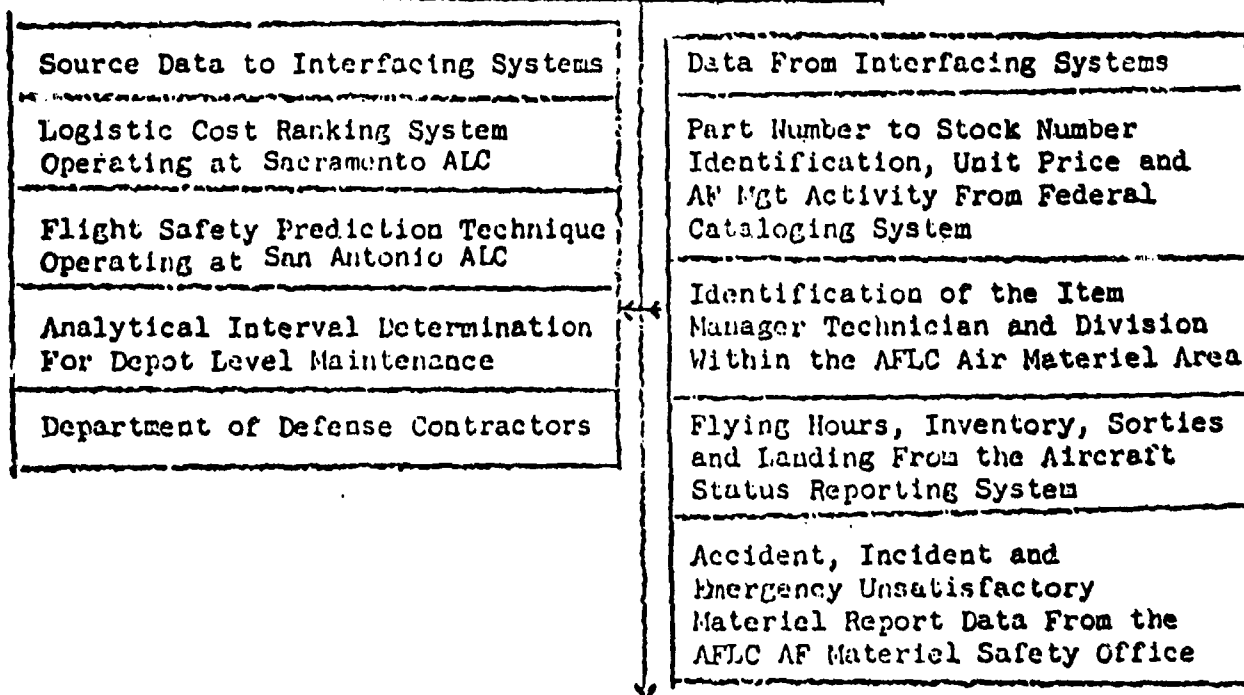 Source Data to Interfacing Systems
Logistic Cost Ranking System
Operating at Sacramento ALC
Flight Safety Prediction Technique
Operating at San Antonio ALC
Analytical Interval Determination
For Depot Level Maintenance
Department of Defense Contractors
Data From Interfacing Systems
Part Number to Stock Number
Identification, Unit Price and
AF Mgt Activity From Federal
Cataloging System
Identification of the Item
Manager Technician and Division
Within the AFLC Air Materiel Area
Flying Hours, Inventory, Sorties
and Landing From the Aircraft
Status Reporting System
Accident, Incident and
Emergency Unsatisfactory
Materiel Report Data From the
AFLC AF Materiel Safety Office